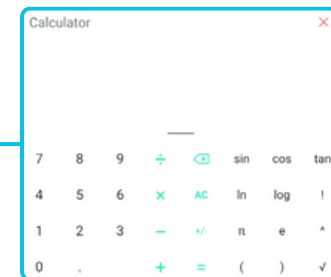 Calculator ×
7 8 9 ÷ ⌫ sin cos tan
4 5 6 × AC ln log !
1 2 3 − +/- π e ^
0 . + = ( ) √